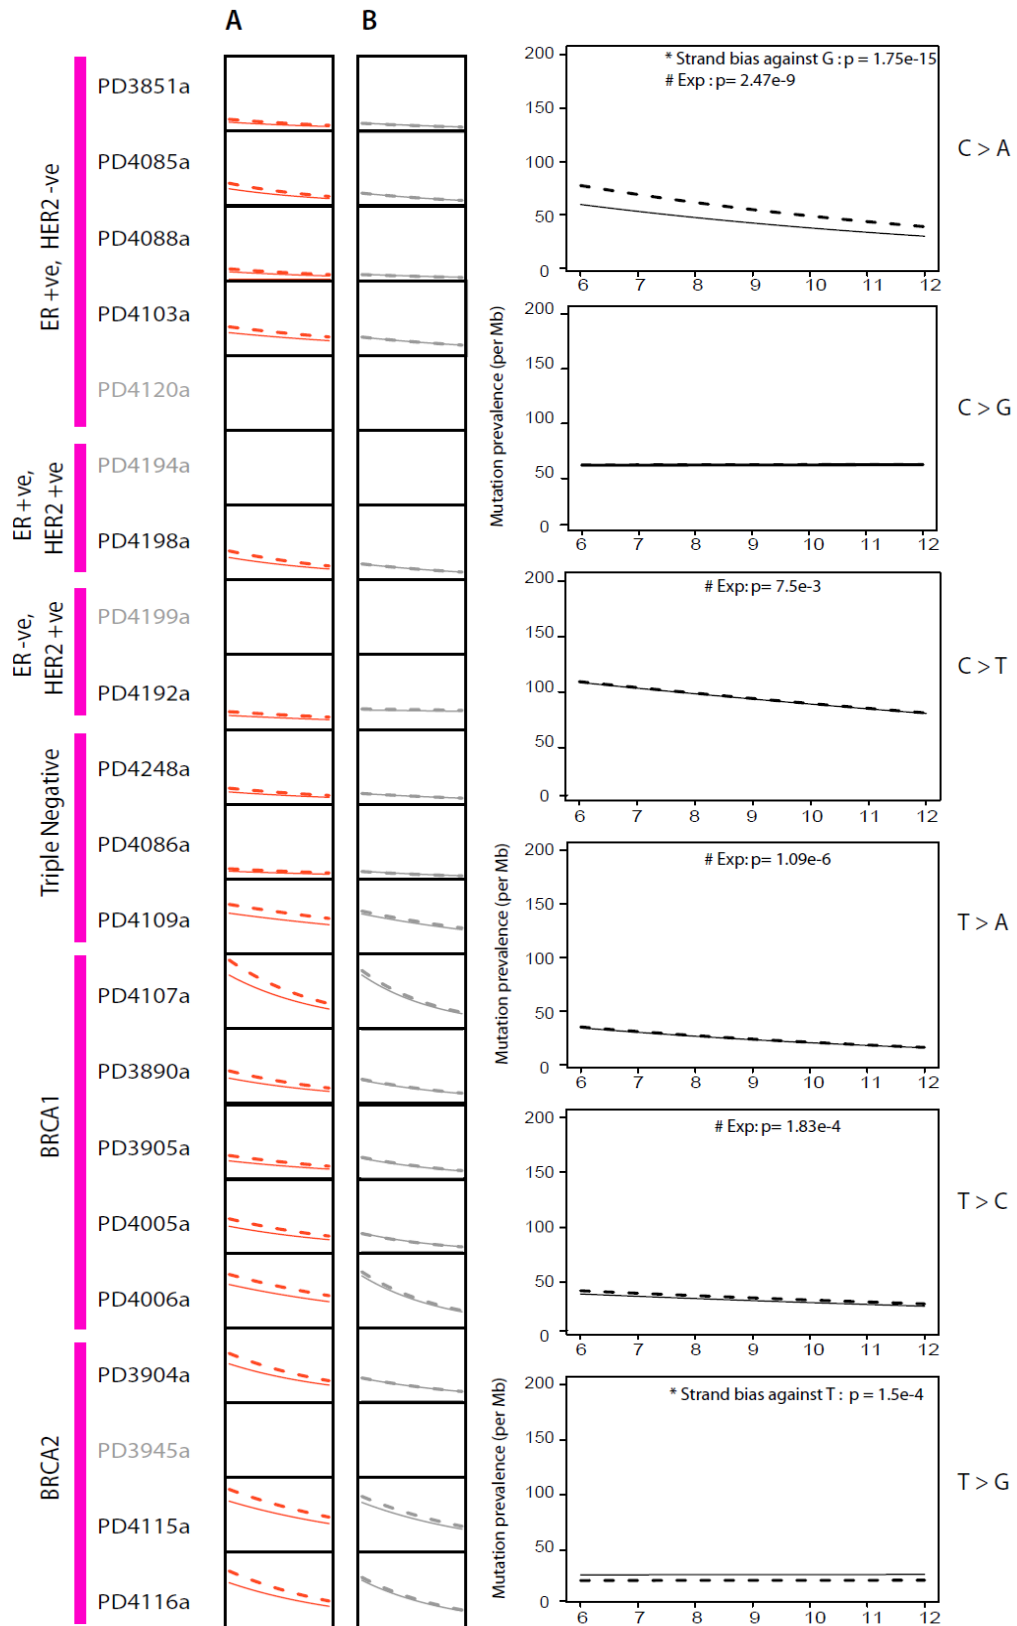 A
B
ER +ve, HER2 -ve
PD3851a
PD4085a
PD4088a
PD4103a
PD4120a
ER +ve,
HER2 +ve
PD4194a
PD4198a
ER -ve,
HER2 +ve
PD4199a
PD4192a
Triple Negative
PD4248a
PD4086a
PD4109a
BRCA1
PD4107a
PD3890a
PD3905a
PD4005a
PD4006a
BRCA2
PD3904a
PD3945a
PD4115a
PD4116a
* Strand bias against G : p = 1.75e-15
# Exp : p= 2.47e-9
200
150
100
50
0
6 7 8 9 10 11 12
C > A
Mutation prevalence (per Mb)
200
150
100
50
0
6 7 8 9 10 11 12
C > G
# Exp: p= 7.5e-3
200
150
100
50
0
6 7 8 9 10 11 12
C > T
# Exp: p= 1.09e-6
Mutation prevalence (per Mb)
200
150
100
50
0
6 7 8 9 10 11 12
T > A
# Exp: p= 1.83e-4
200
150
100
50
0
6 7 8 9 10 11 12
T > C
* Strand bias against T : p = 1.5e-4
Mutation prevalence (per Mb)
200
150
100
50
0
6 7 8 9 10 11 12
T > G